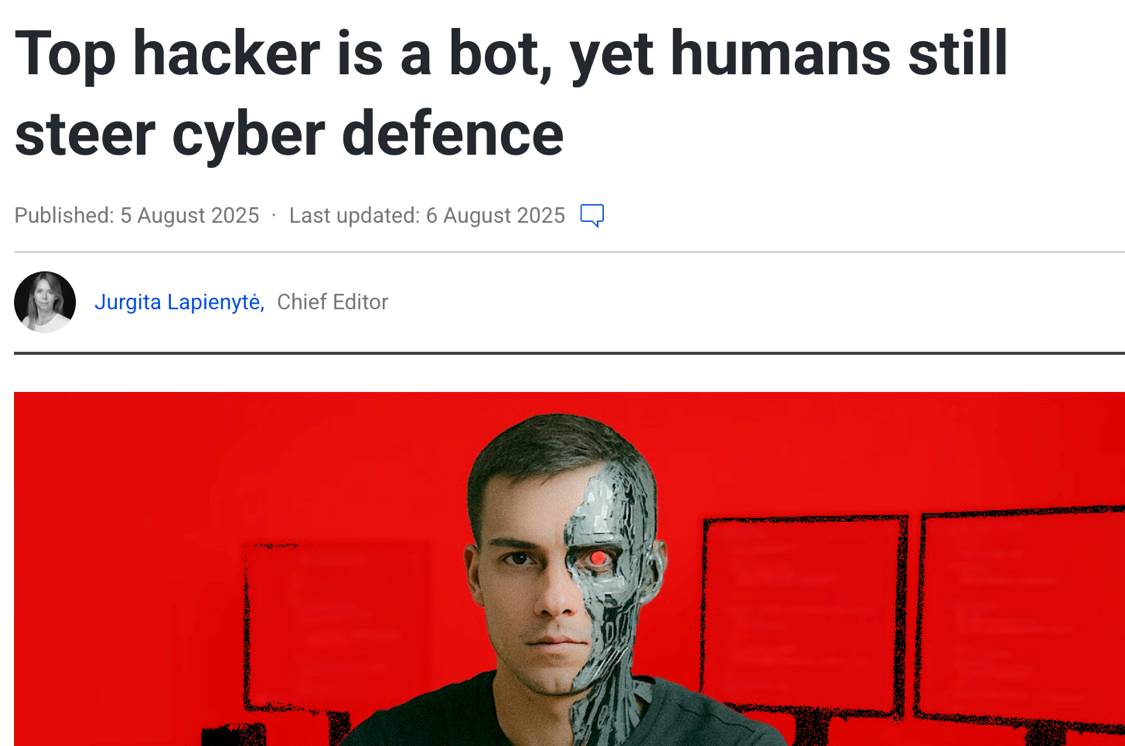 Top hacker is a bot, yet humans still
steer cyber defence
Published: 5 August 2025 · Last updated: 6 August 2025
Jurgita Lapienytė, Chief Editor